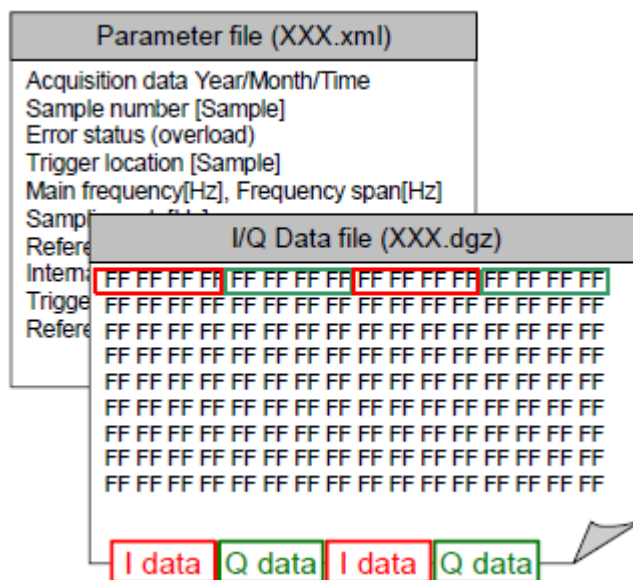 Parameter file (XXX.xml)
Acquisition data Year/Month/Time
Sample number [Sample]
Error status (overload)
Trigger location [Sample]
Main frequency[Hz], Frequency span[Hz]
Sampli
Refere
Interna
Trigge
Refere
I/Q Data file (XXX.dgz)
FF FF FF FF FF FF FF FF FF FF FF FF FF FF FF FF
FF FF FF FF FF FF FF FF FF FF FF FF FF FF FF FF
FF FF FF FF FF FF FF FF FF FF FF FF FF FF FF FF
FF FF FF FF FF FF FF FF FF FF FF FF FF FF FF FF
FF FF FF FF FF FF FF FF FF FF FF FF FF FF FF FF
FF FF FF FF FF FF FF FF FF FF FF FF FF FF FF FF
FF FF FF FF FF FF FF FF FF FF FF FF FF FF FF FF
FF FF FF FF FF FF FF FF FF FF FF FF FF FF FF FF
FF FF FF FF FF FF FF FF FF FF FF FF FF FF FF FF
I data Q data I data Q data